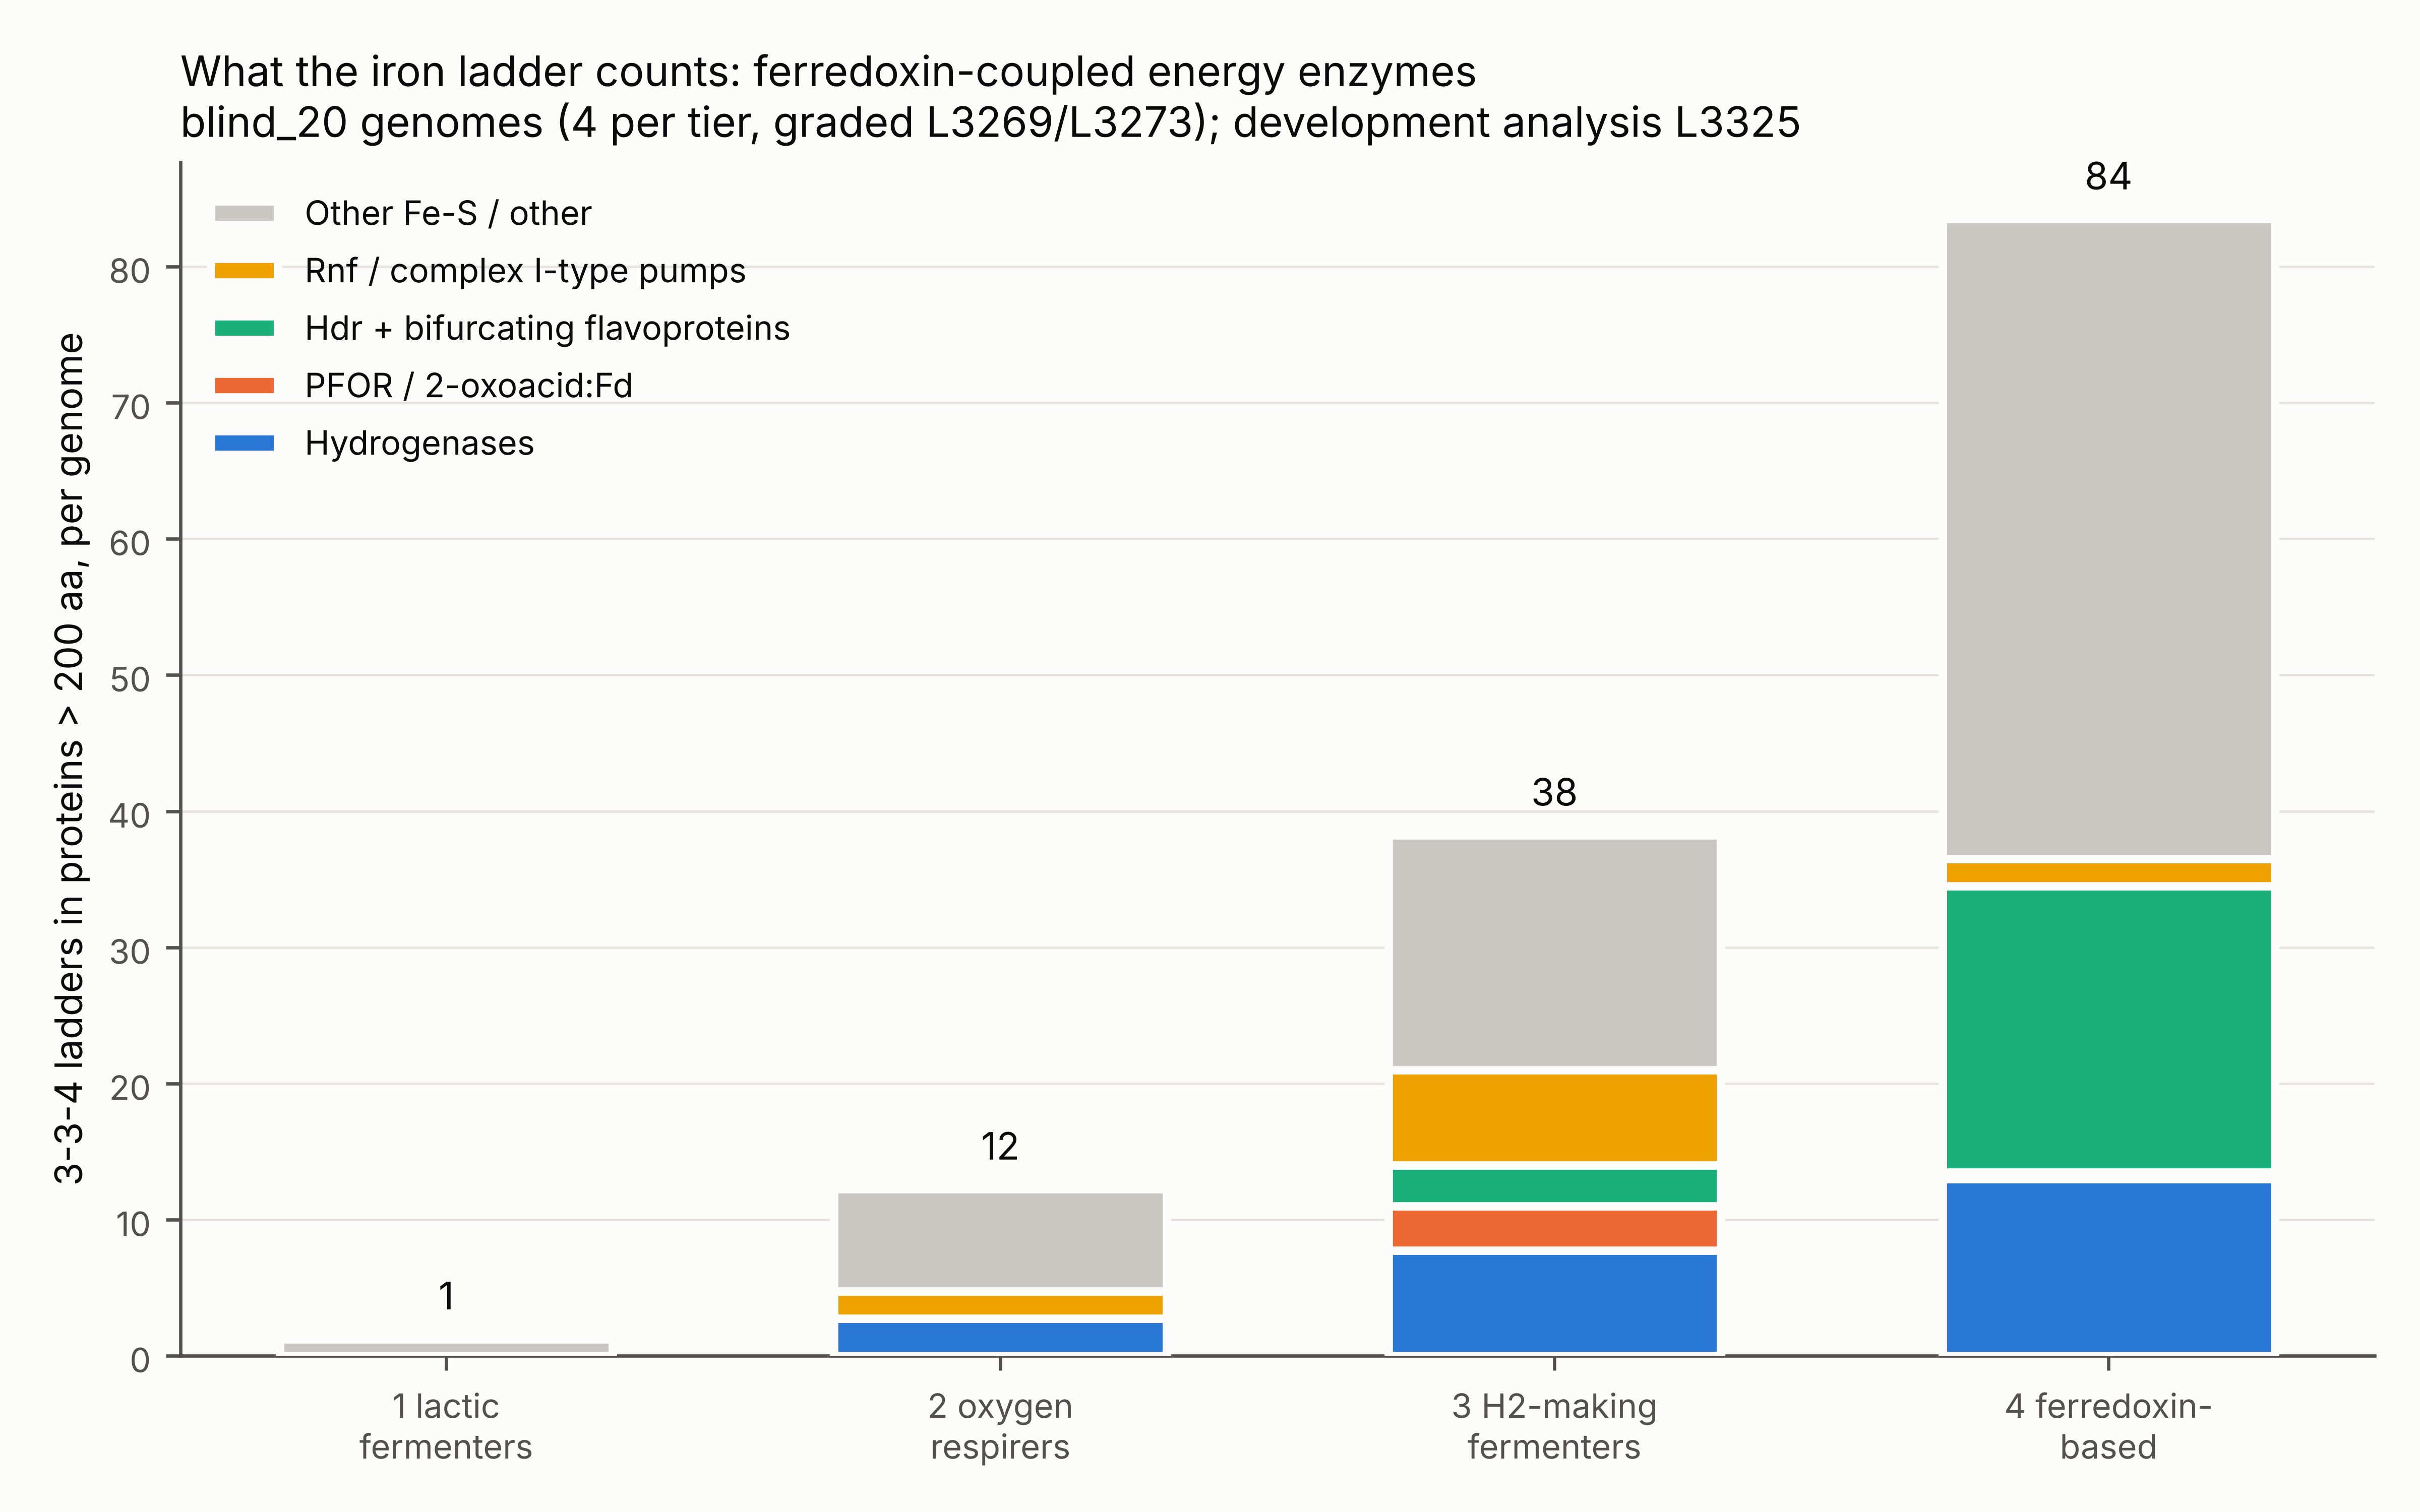 What the iron ladder counts: ferredoxin-coupled energy enzymes
blind_20 genomes (4 per tier, graded L3269/L3273); development analysis L3325
Other Fe-S / other
Rnf / complex I-type pumps
Hdr + bifurcating flavoproteins
PFOR / 2-oxoacid:Fd
Hydrogenases
3-3-4 ladders in proteins > 200 aa, per genome
80
70
60
50
40
30
20
10
0
1
12
38
84
1 lactic
fermenters
2 oxygen
respirers
3 H2-making
fermenters
4 ferredoxin-
based